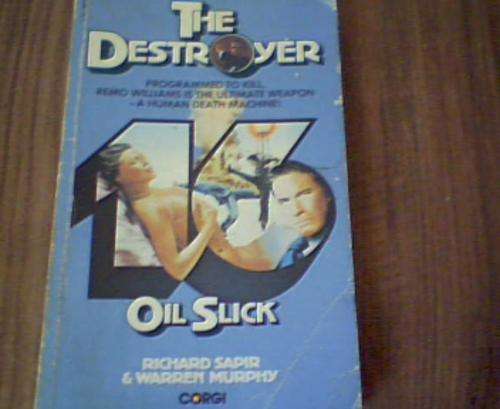 THE
DESTROYER
PROGRAMMED TO KILL,
REMO WILLIAMS IS THE ULTIMATE WEAPON
- A HUMAN DEATH MACHINE!
16
OIL SLICK
RICHARD SAPIR
& WARREN MURPHY
CORGI